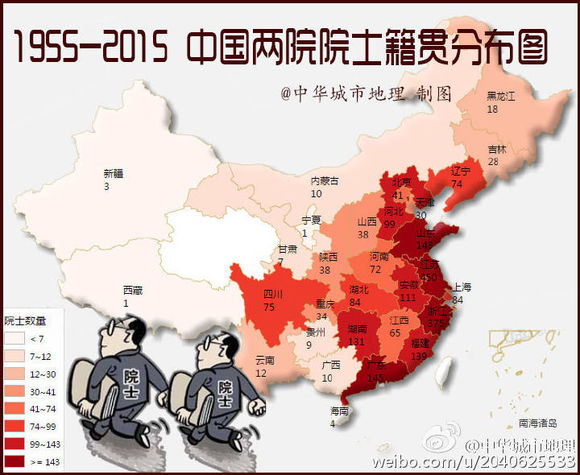 1955-2015 中国两院院士籍贯分布图
@中华城市地理 制图
黑龙江
18
吉林
28
辽宁
74
新疆
3
内蒙古
10
北京
41
天津
30
河北
99
宁夏
1
山西
38
山东
148
甘肃
7
陕西
38
河南
72
江苏
450
西藏
1
四川
75
重庆
34
湖北
84
安徽
111
上海
84
浙江
375
贵州
9
湖南
131
江西
65
福建
139
云南
12
广西
10
广东
145
海南
4
南海诸岛
院士数量
< 7
7~12
12~30
30~41
41~74
74~99
99~143
>= 143
院士
院士
@中华城市地理
weibo.com/u/2040625533